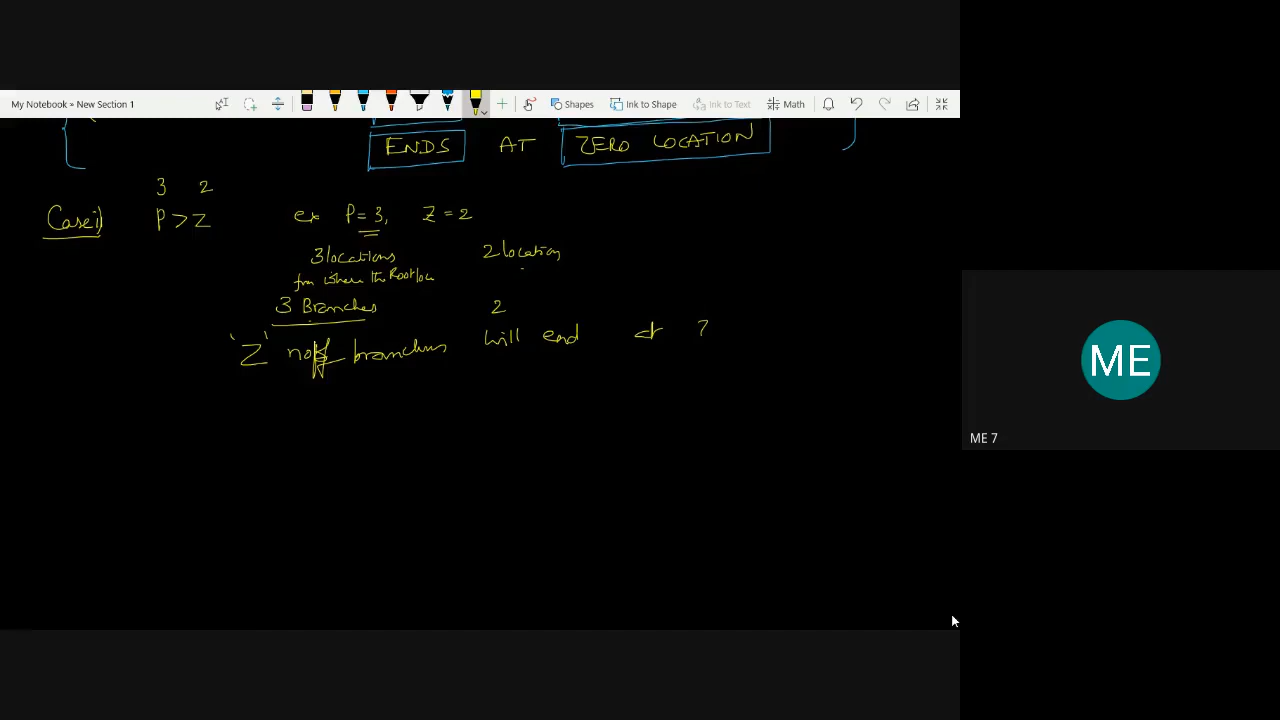 My Notebook » New Section 1
Shapes
Ink to Shape
Ink to Text
Math
ENDS AT ZERO LOCATION
3 2
Case i) P > Z ex P = 3, Z = 2
3 locations 2 location
from where the Root loc
3 Branches 2
'Z' no of branches will end at
ME
ME 7